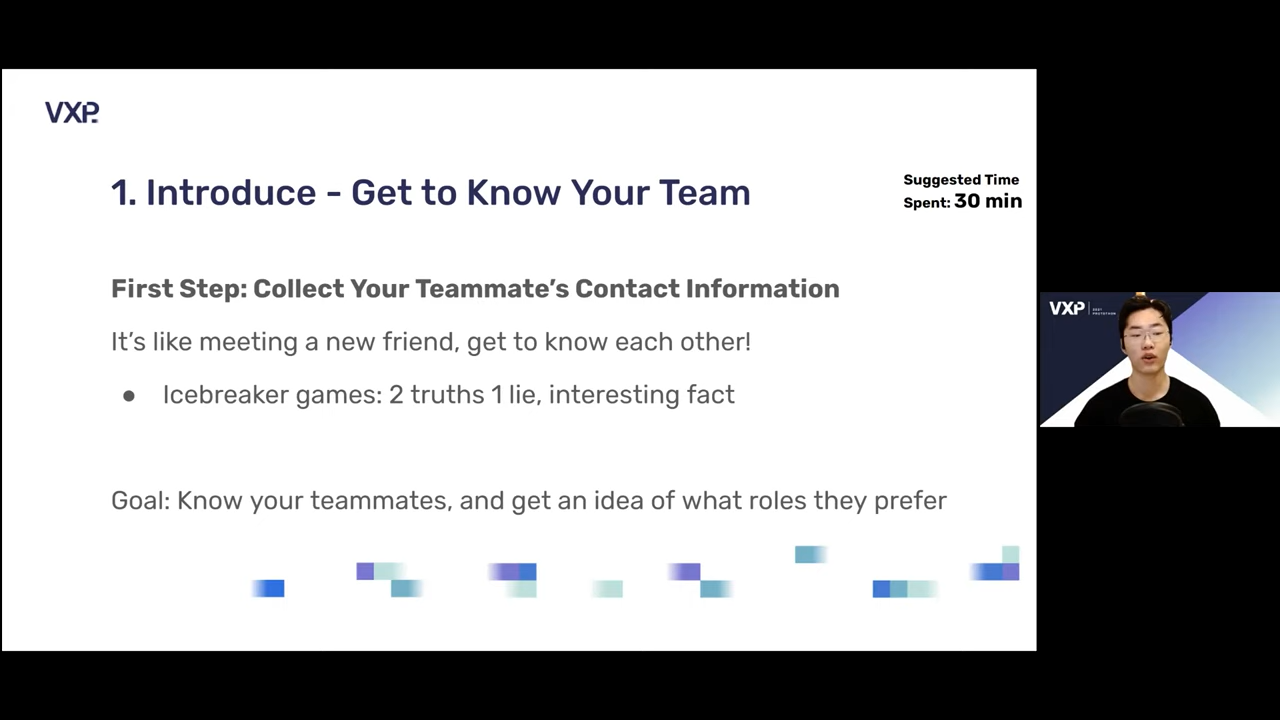 VXP.
1. Introduce - Get to Know Your Team
Suggested Time
Spent: 30 min
First Step: Collect Your Teammate’s Contact Information
It’s like meeting a new friend, get to know each other!
● Icebreaker games: 2 truths 1 lie, interesting fact
Goal: Know your teammates, and get an idea of what roles they prefer
VXP